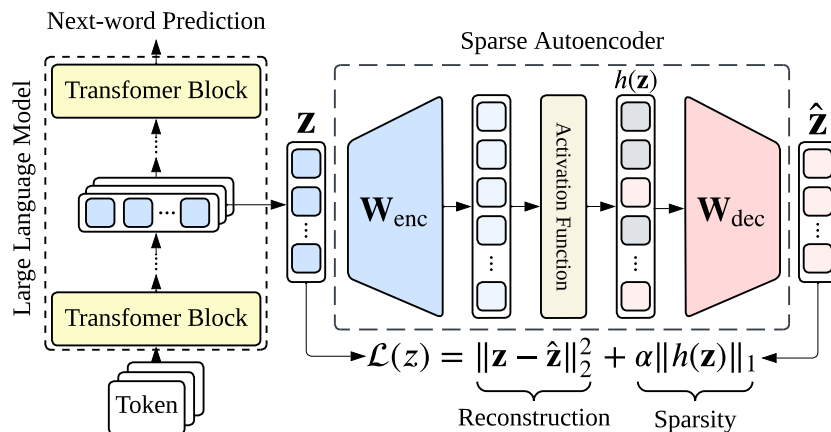 Next-word Prediction
Large Language Model
Transfomer Block
...
Transfomer Block
Token
Sparse Autoencoder
z
W_enc
Activation Function
h(z)
W_dec
ẑ
ℒ(z) = ‖z − ẑ‖₂² + α‖h(z)‖₁
Reconstruction
Sparsity